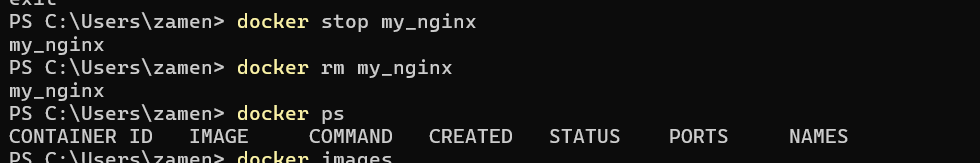 exit
PS C:\Users\zamen> docker stop my_nginx
my_nginx
PS C:\Users\zamen> docker rm my_nginx
my_nginx
PS C:\Users\zamen> docker ps
CONTAINER ID   IMAGE     COMMAND   CREATED   STATUS    PORTS     NAMES
PS C:\Users\zamen> docker images